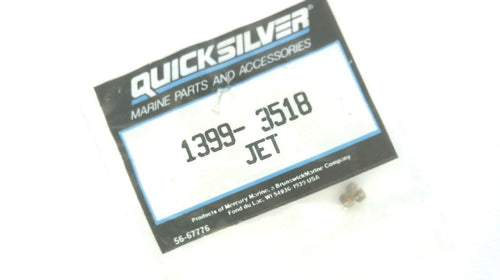 QUICKSILVER
MARINE PARTS AND ACCESSORIES
1399- 3518
JET
Products of Mercury Marine, a Brunswick Marine Company
Fond du Lac, WI 54936-1939 USA
56-67776